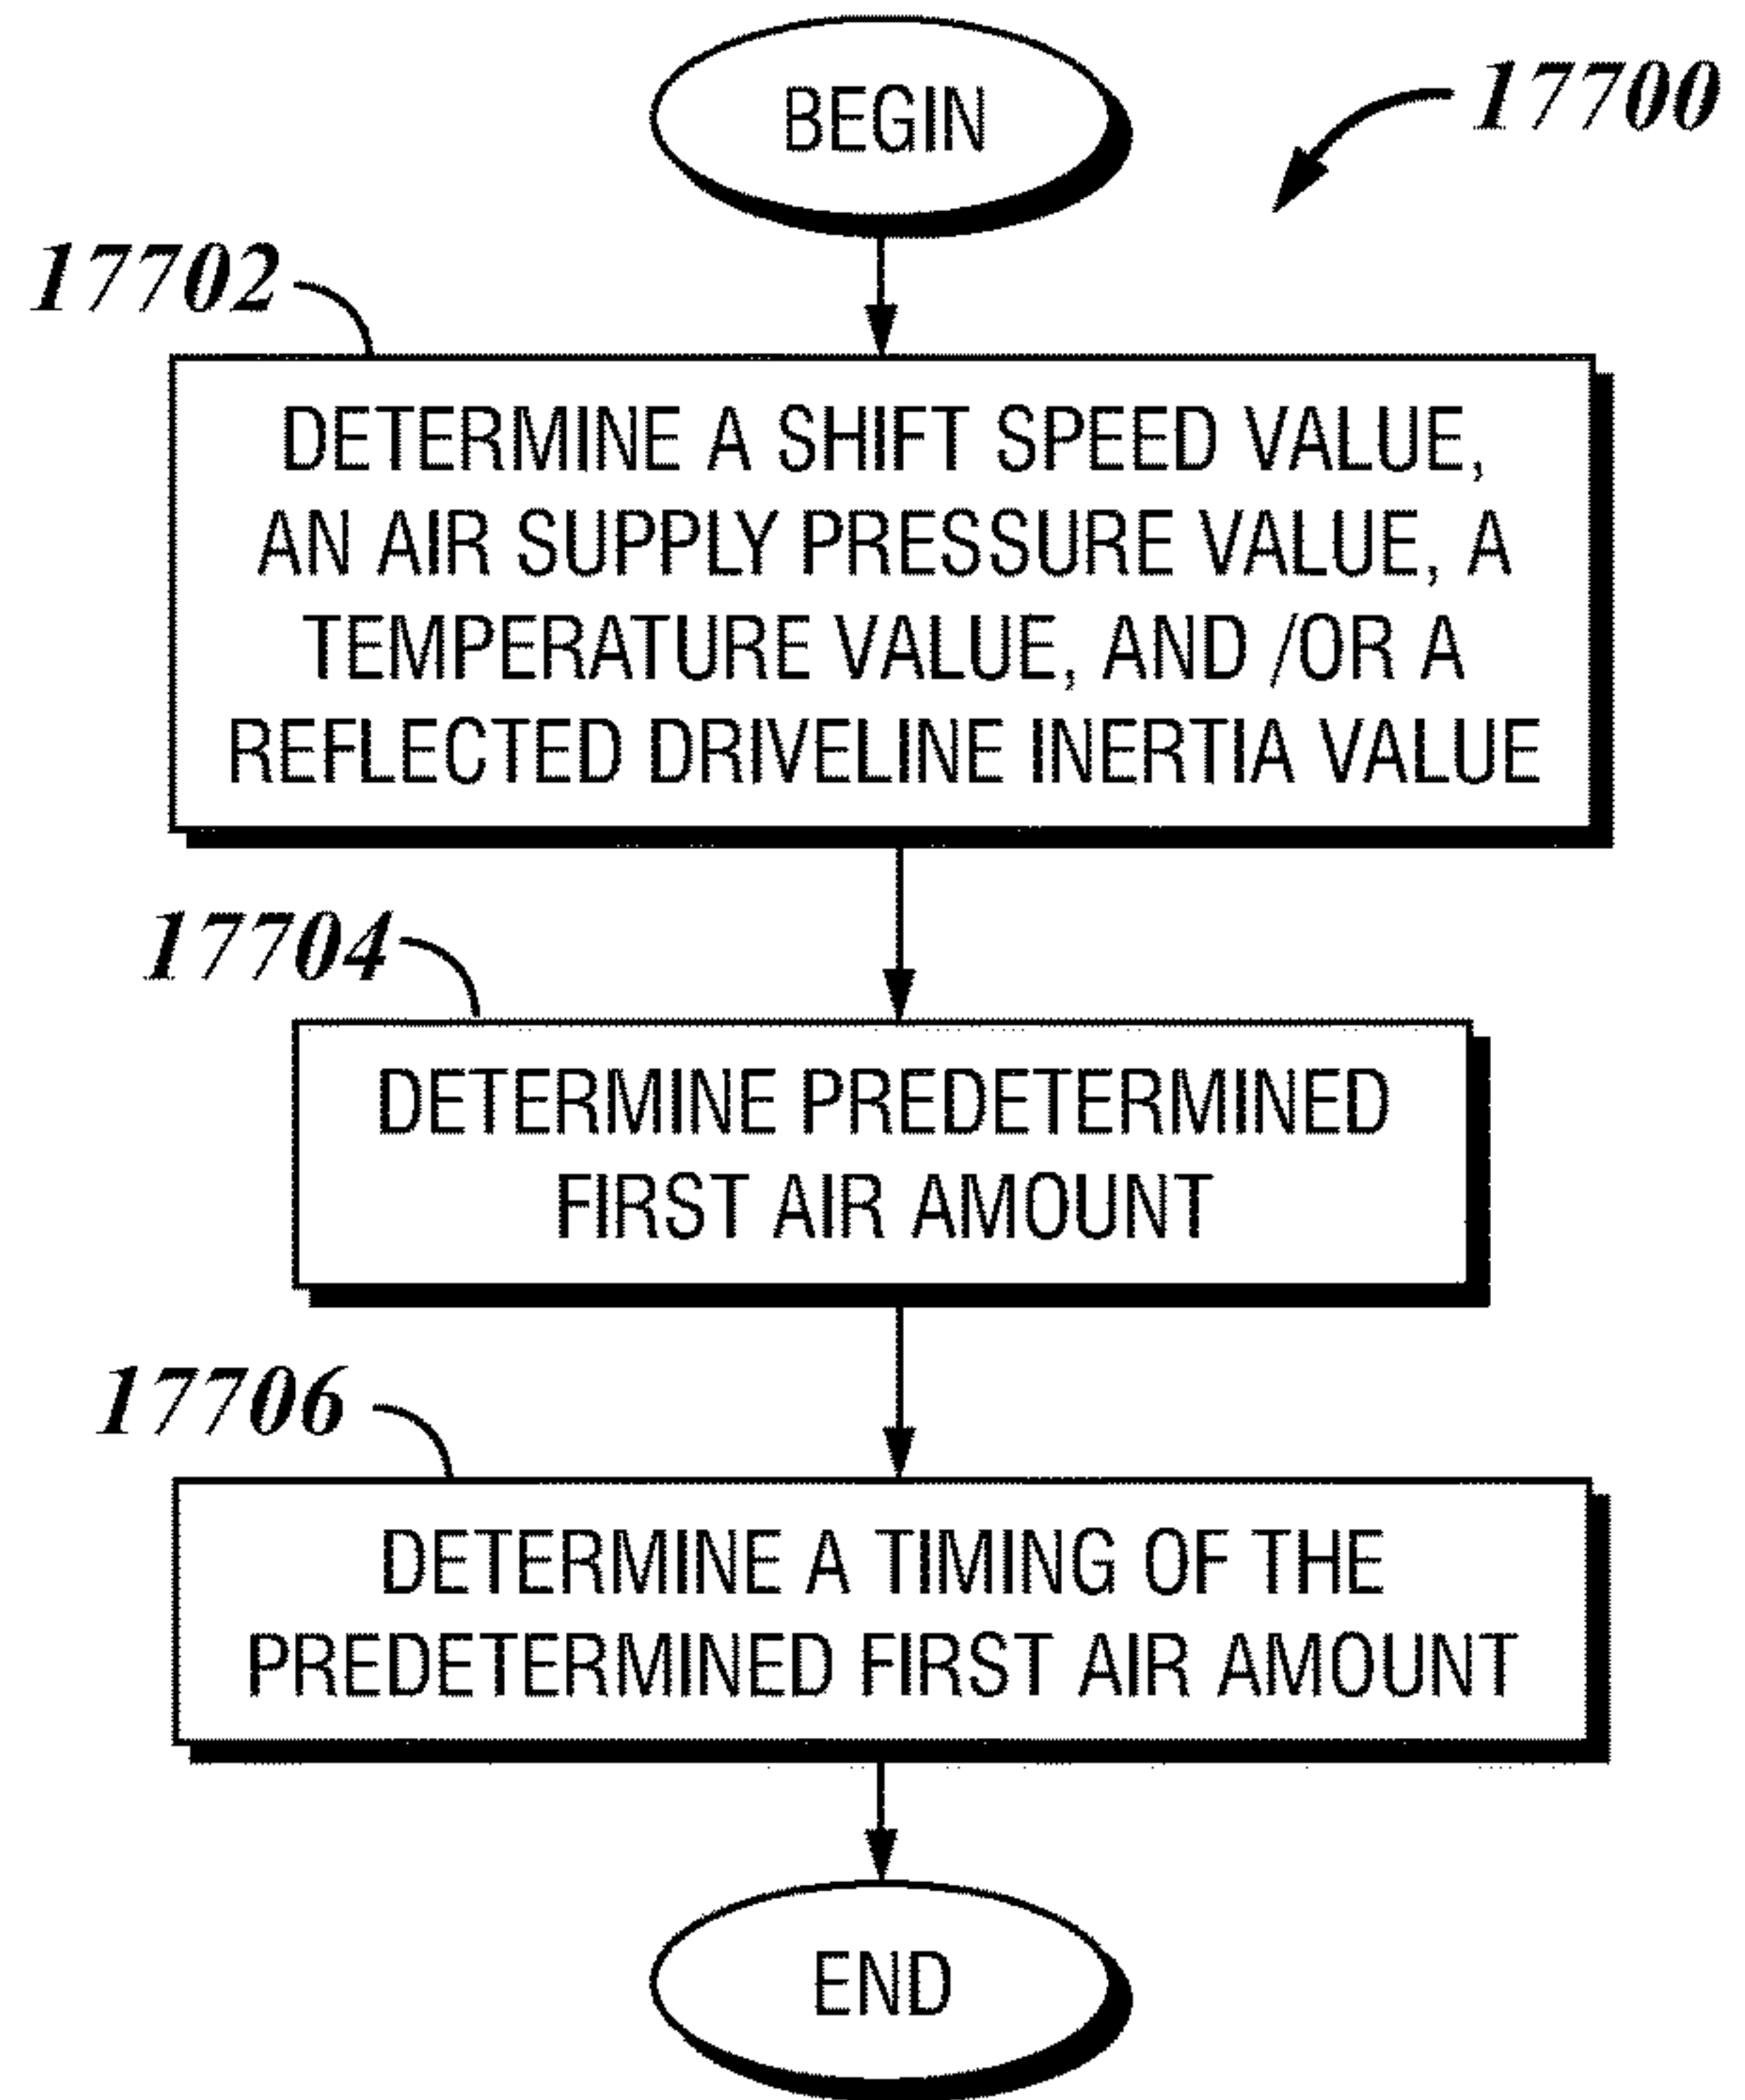 BEGIN
17700
17702
DETERMINE A SHIFT SPEED VALUE,
AN AIR SUPPLY PRESSURE VALUE, A
TEMPERATURE VALUE, AND /OR A
REFLECTED DRIVELINE INERTIA VALUE
17704
DETERMINE PREDETERMINED
FIRST AIR AMOUNT
17706
DETERMINE A TIMING OF THE
PREDETERMINED FIRST AIR AMOUNT
END